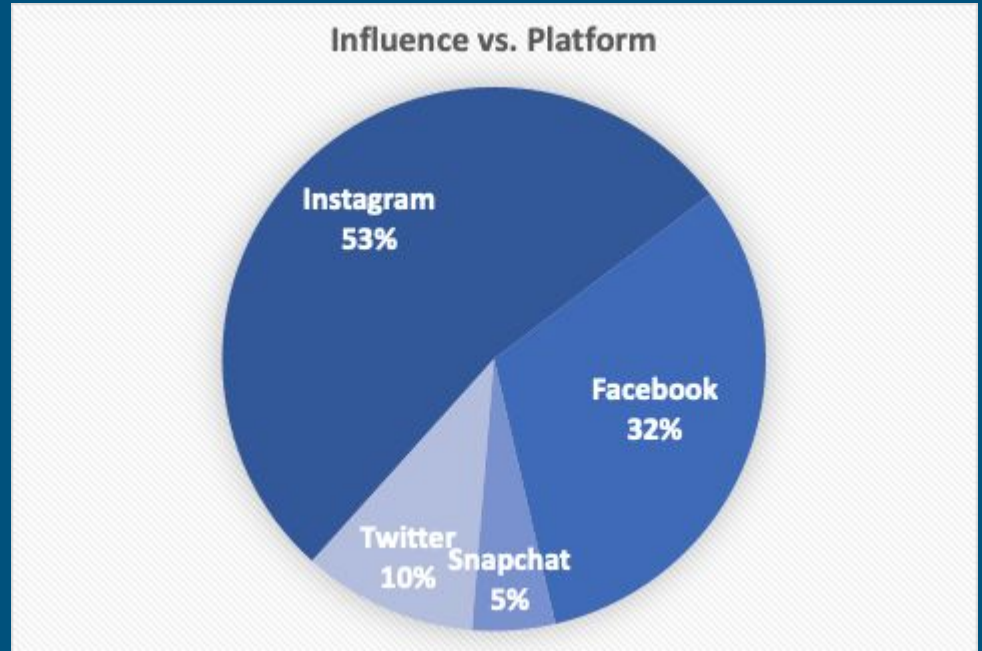 Influence vs. Platform
Instagram
53%
Facebook
32%
Twitter
10%
Snapchat
5%